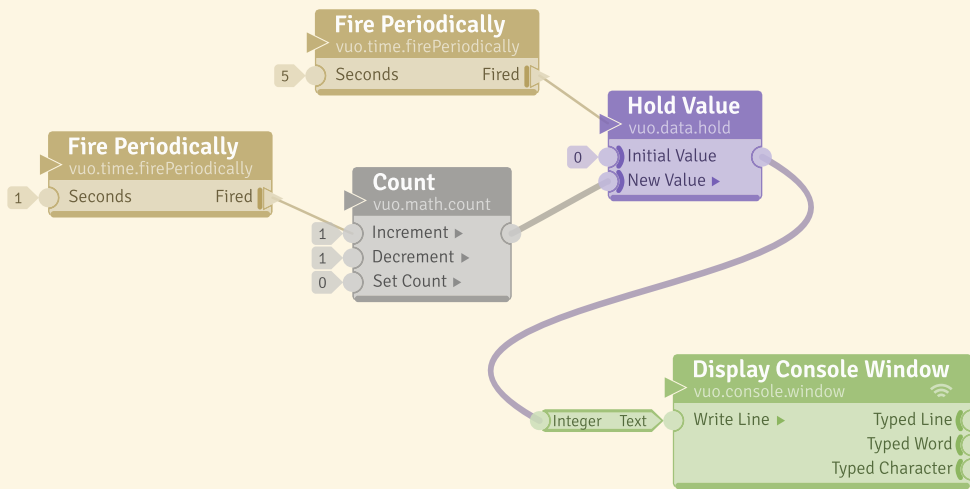 Fire Periodically
vuo.time.firePeriodically
5
Seconds
Fired
Hold Value
vuo.data.hold
0
Initial Value
New Value
Fire Periodically
vuo.time.firePeriodically
1
Seconds
Fired
Count
vuo.math.count
1
Increment
1
Decrement
0
Set Count
Display Console Window
vuo.console.window
Integer Text
Write Line
Typed Line
Typed Word
Typed Character